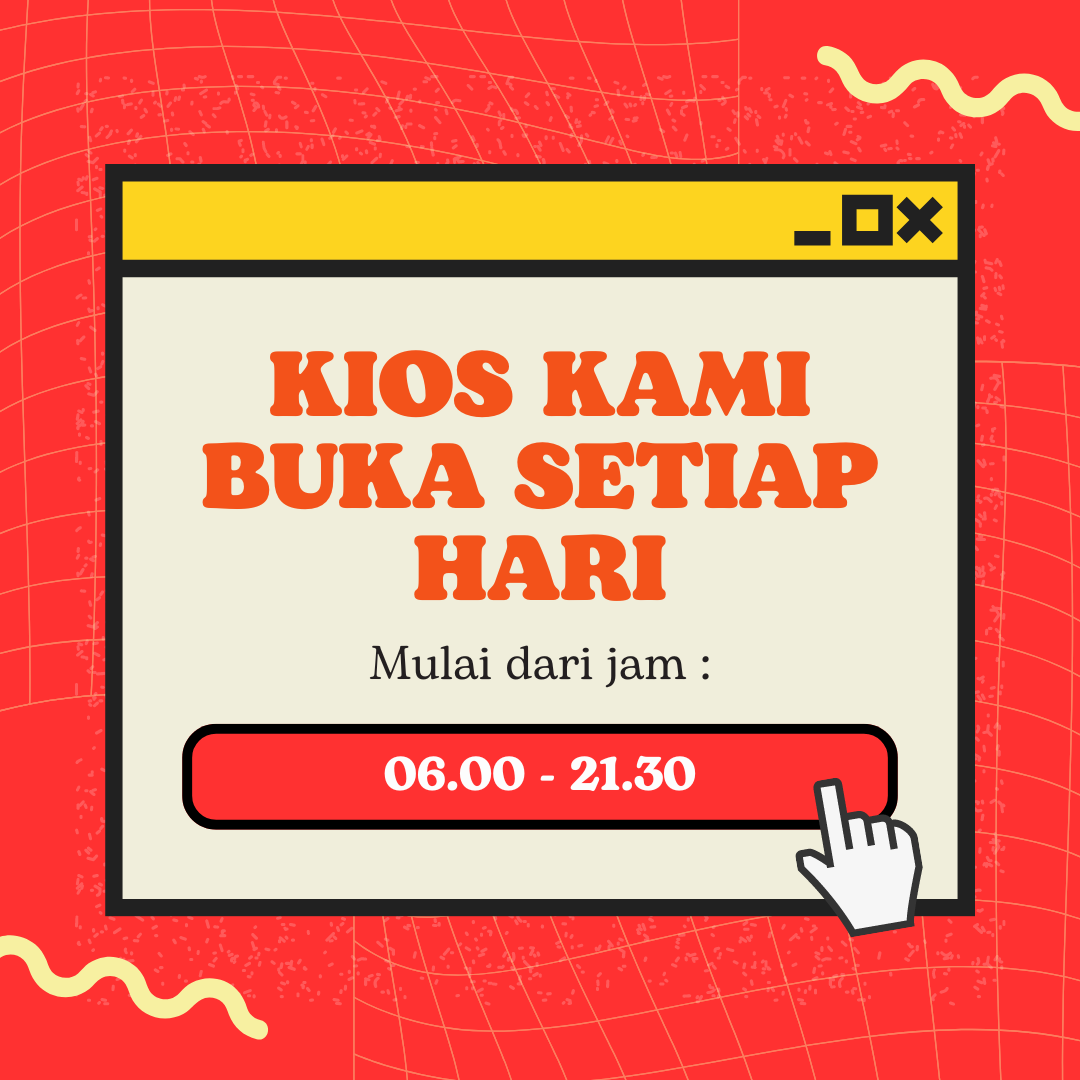 KIOS KAMI
BUKA SETIAP
HARI
Mulai dari jam :
06.00 - 21.30